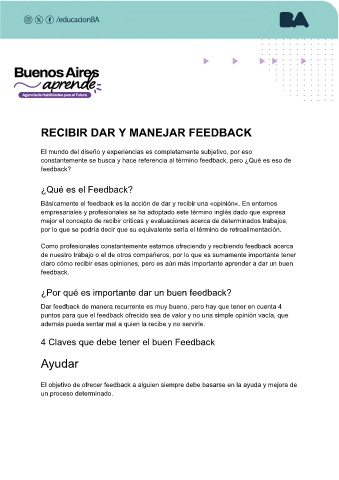 /educacionBA
BA
Buenos Aires
aprende
Agencia de Habilidades para el Futuro
RECIBIR DAR Y MANEJAR FEEDBACK
El mundo del diseño y experiencias es completamente subjetivo, por eso
constantemente se busca y hace referencia al término feedback, pero ¿Qué es eso de
feedback?
¿Qué es el Feedback?
Básicamente el feedback es la acción de dar y recibir una «opinión«. En entornos
empresariales y profesionales se ha adoptado este término inglés dado que expresa
mejor el concepto de recibir críticas y evaluaciones acerca de determinados trabajos,
por lo que se podría decir que su equivalente sería el término de retroalimentación.
Como profesionales constantemente estamos ofreciendo y recibiendo feedback acerca
de nuestro trabajo o el de otros compañeros, por lo que es sumamente importante tener
claro cómo recibir esas opiniones, pero es aún más importante aprender a dar un buen
feedback.
¿Por qué es importante dar un buen feedback?
Dar feedback de manera recurrente es muy bueno, pero hay que tener en cuenta 4
puntos para que el feedback ofrecido sea de valor y no una simple opinión vacía, que
además pueda sentar mal a quien la recibe y no servirle.
4 Claves que debe tener el buen Feedback
Ayudar
El objetivo de ofrecer feedback a alguien siempre debe basarse en la ayuda y mejora de
un proceso determinado.